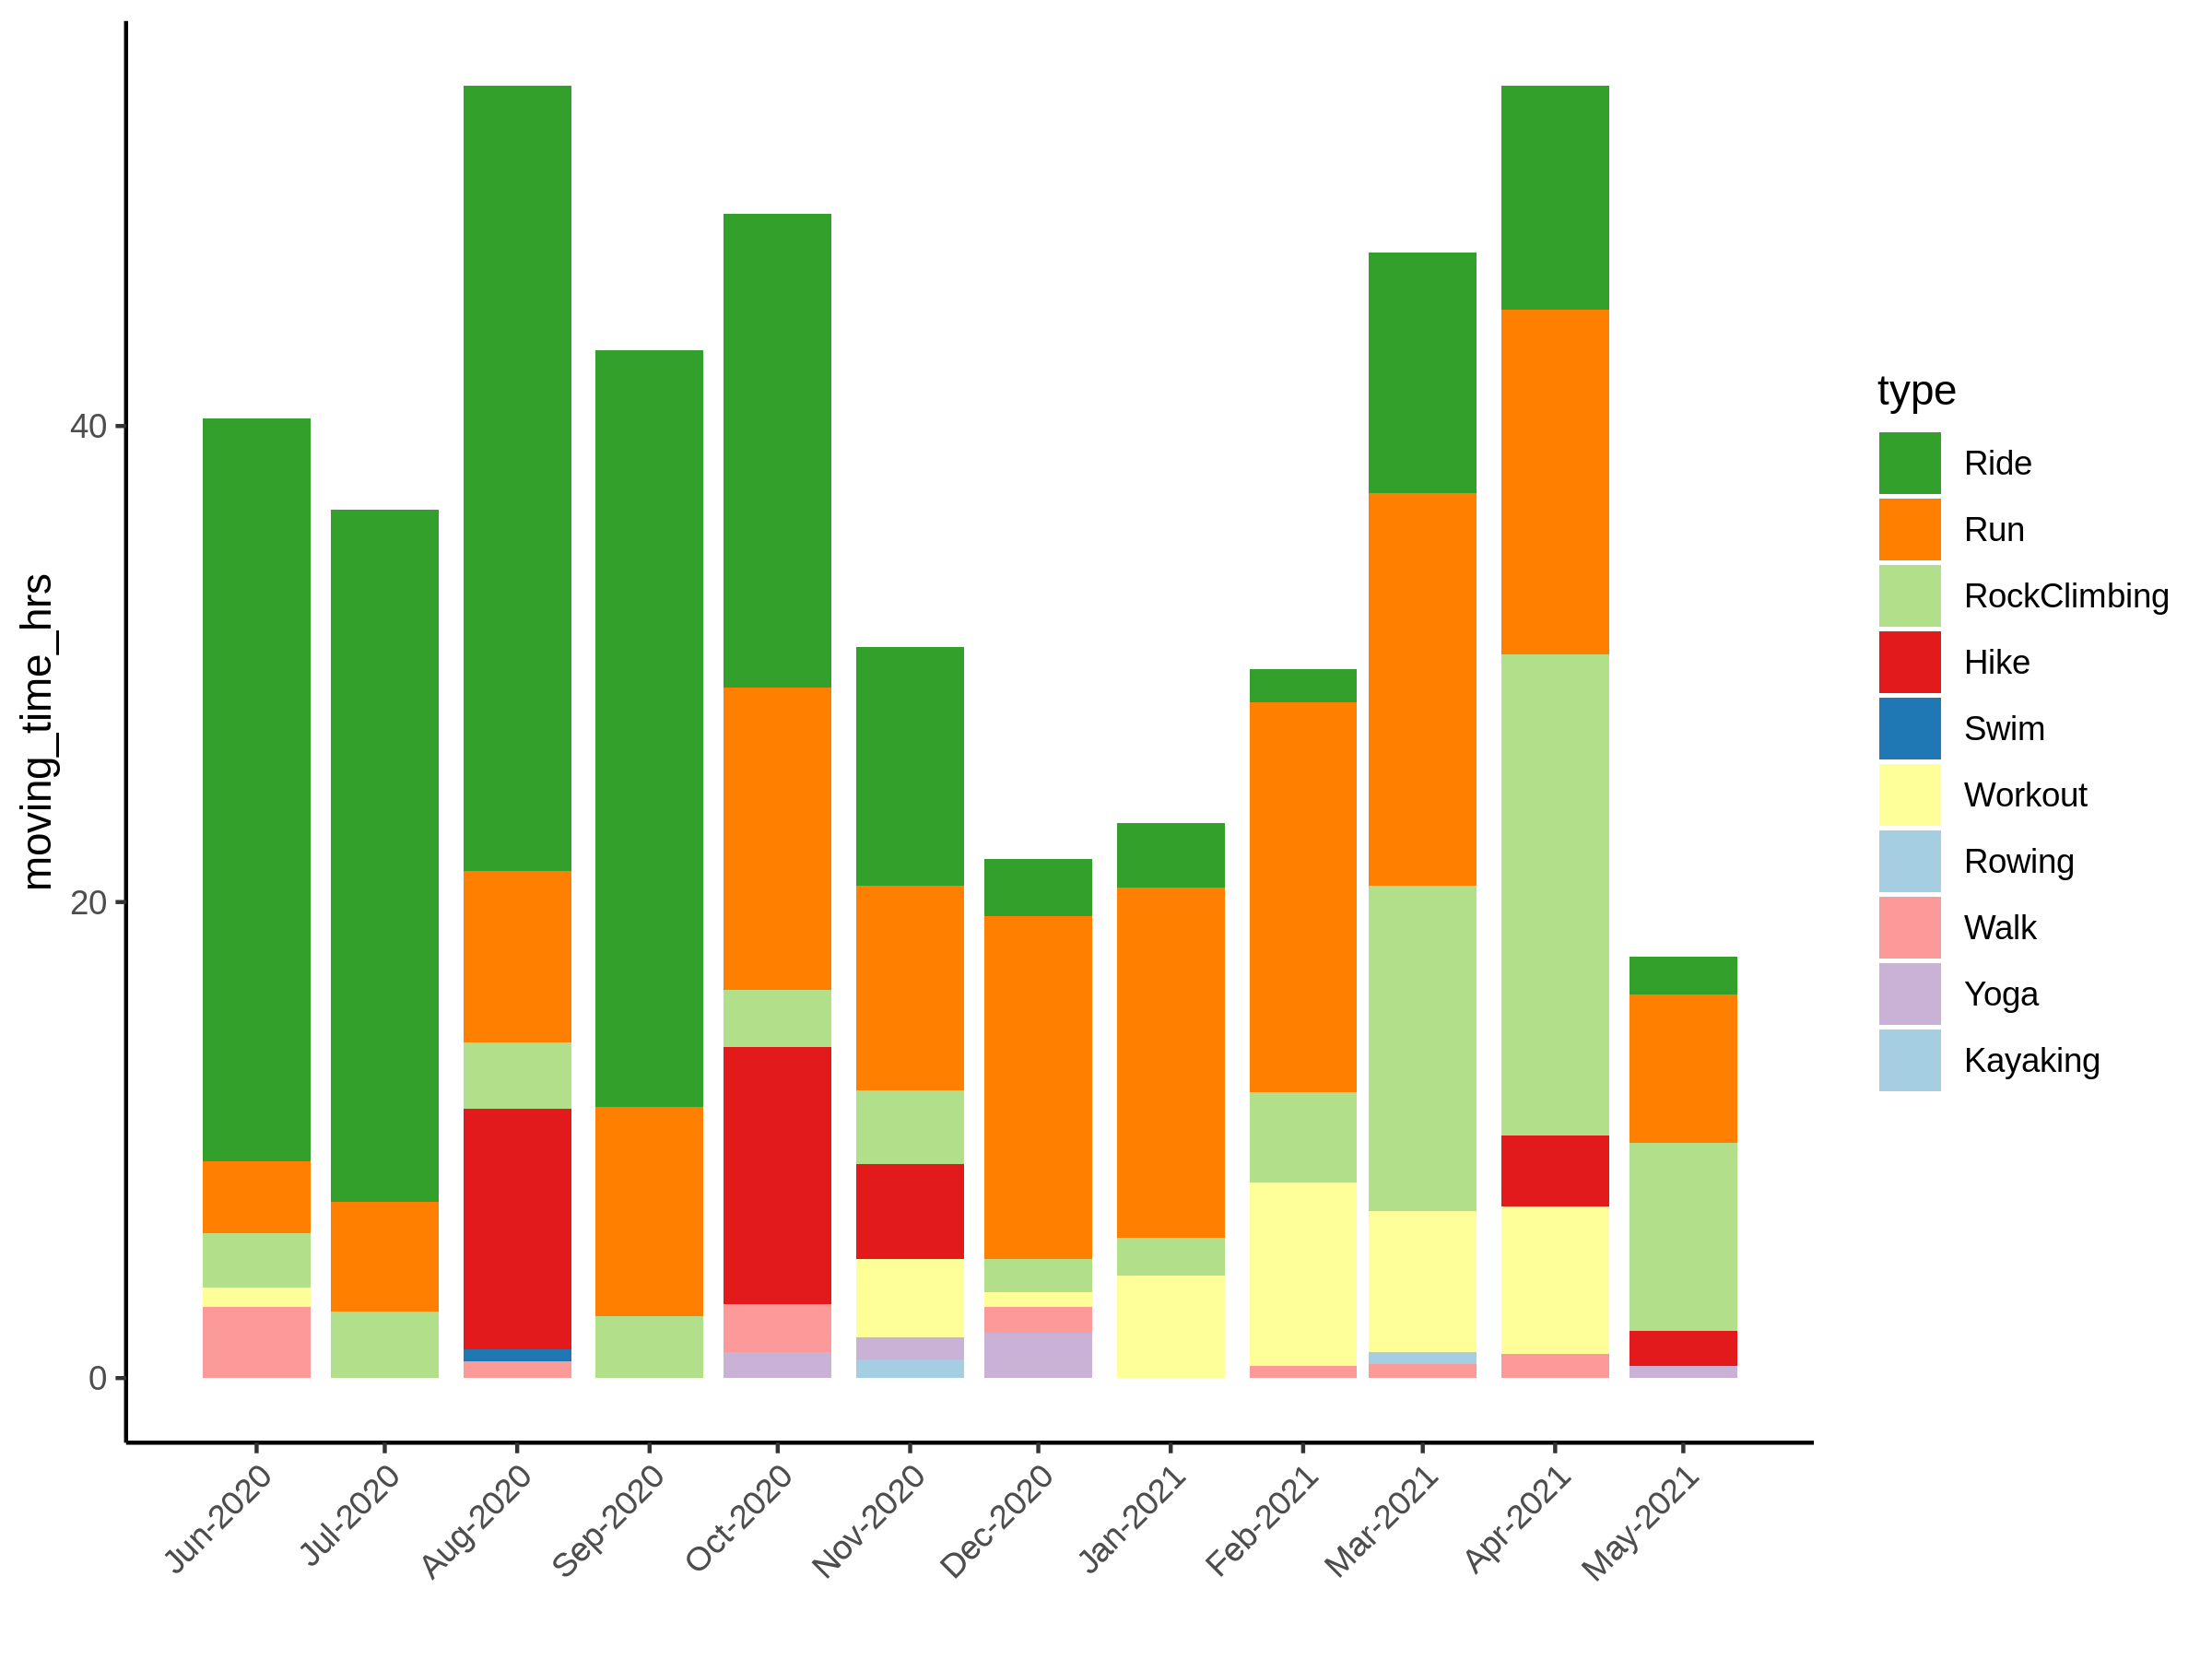 moving_time_hrs
40
20
0
Jun-2020
Jul-2020
Aug-2020
Sep-2020
Oct-2020
Nov-2020
Dec-2020
Jan-2021
Feb-2021
Mar-2021
Apr-2021
May-2021
type
Ride
Run
RockClimbing
Hike
Swim
Workout
Rowing
Walk
Yoga
Kayaking